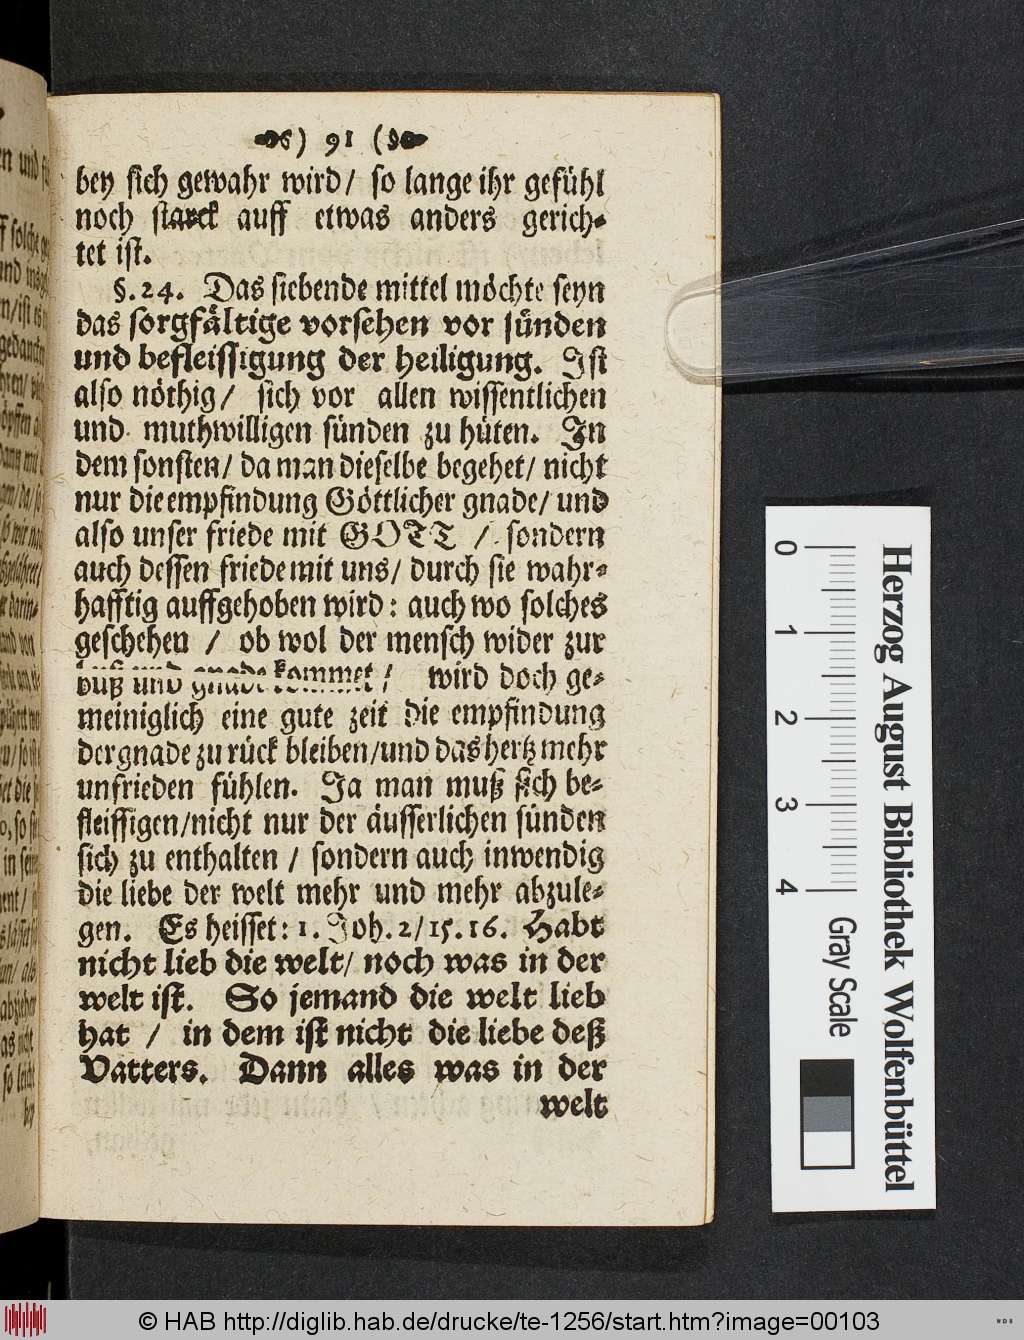 ) 91 (
bey sich gewahr wird/ so lange ihr gefühl
noch starck auff etwas anders gerich-
tet ist.
§. 24. Das siebende mittel möchte seyn
das sorgfältige vorsehen vor sünden
und befleissigung der heiligung. Ist
also nöthig/ sich vor allen wissentlichen
und muthwilligen sünden zu hüten. In
dem sonsten/ da man dieselbe begehet/ nicht
nur die empfindung Göttlicher gnade/ und
also unser friede mit GOTT / sondern
auch dessen friede mit uns/ durch sie wahr-
hafftig auffgehoben wird: auch wo solches
geschehen / ob wol der mensch wider zur
buß und gnade kommet / wird doch ge-
meiniglich eine gute zeit die empfindung
der gnade zu rück bleiben/und das hertz mehr
unfrieden fühlen. Ja man muß sich be-
fleissigen/nicht nur der äusserlichen sünden
sich zu enthalten / sondern auch inwendig
die liebe der welt mehr und mehr abzule-
gen. Es heisset: 1. Joh. 2/15. 16. Habt
nicht lieb die welt/ noch was in der
welt ist. So jemand die welt lieb
hat / in dem ist nicht die liebe deß
Vatters. Dann alles was in der
welt
0 1 2 3 4
Gray Scale
Herzog August Bibliothek Wolfenbüttel
© HAB http://diglib.hab.de/drucke/te-1256/start.htm?image=00103